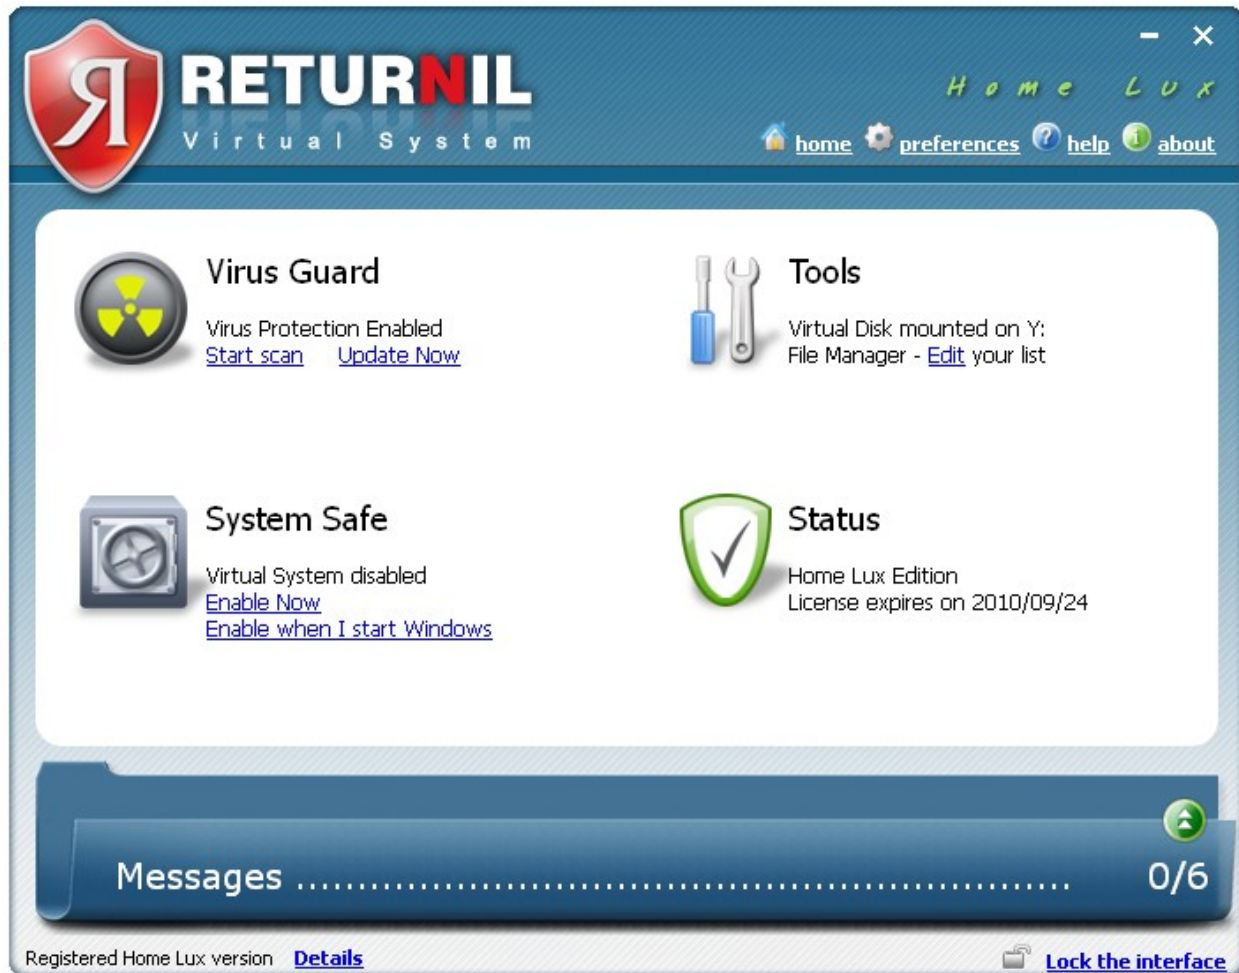 Я RETURNIL
Virtual System
Home Lux
home preferences help about
Virus Guard
Virus Protection Enabled
Start scan Update Now
Tools
Virtual Disk mounted on Y:
File Manager - Edit your list
System Safe
Virtual System disabled
Enable Now
Enable when I start Windows
Status
Home Lux Edition
License expires on 2010/09/24
Messages ............................................................... 0/6
Registered Home Lux version Details
Lock the interface